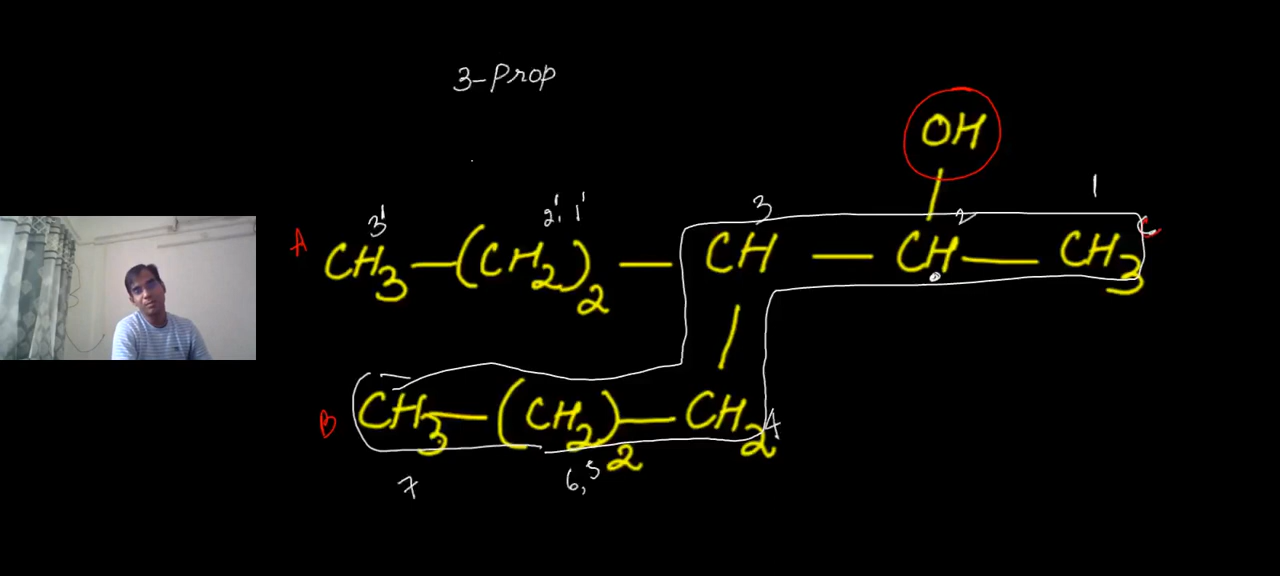 3-Prop
OH
3' 2', 1' 3 2 1
A CH3—(CH2)2—CH—CH—CH3 C
B CH3—(CH2)2—CH2 4
7 6,5